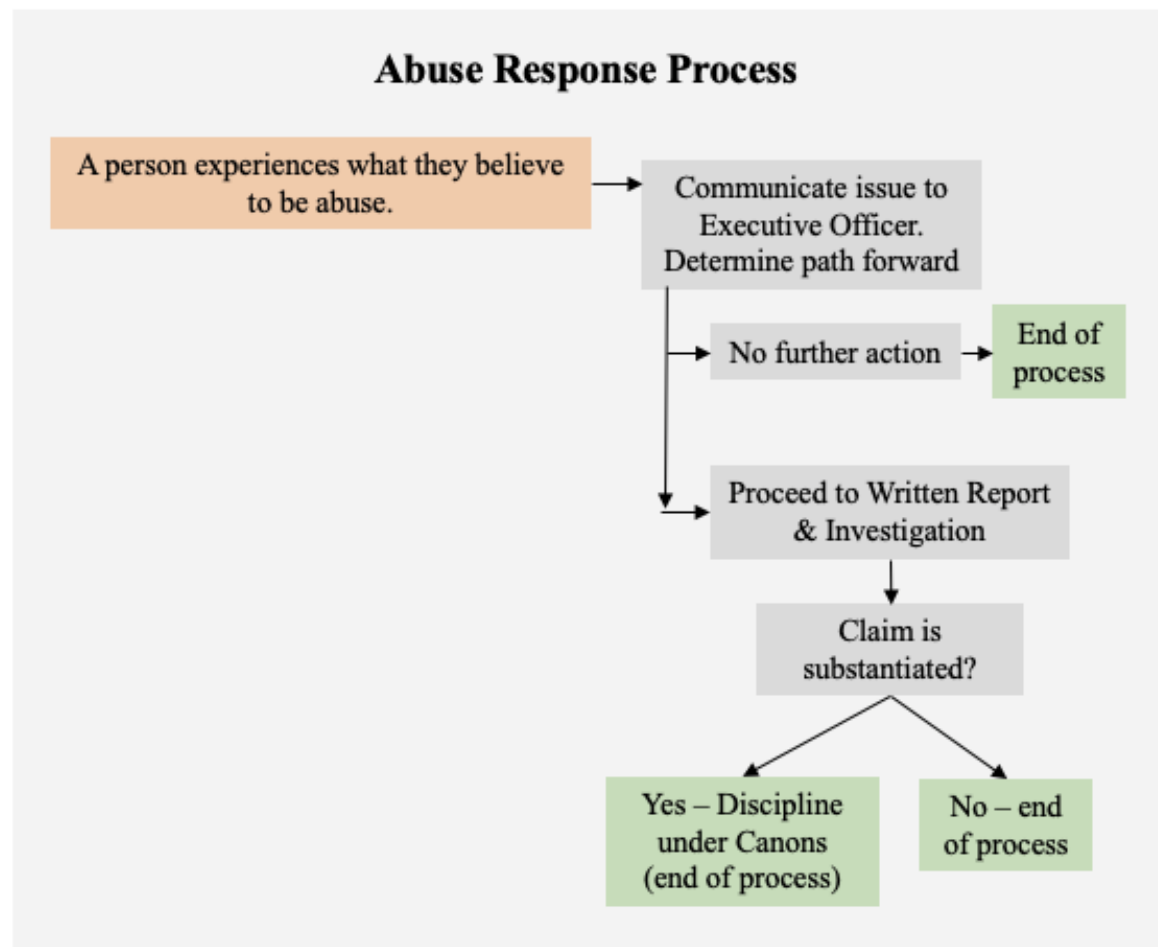 Abuse Response Process
A person experiences what they believe
to be abuse.
Communicate issue to
Executive Officer.
Determine path forward
No further action
End of
process
Proceed to Written Report
& Investigation
Claim is
substantiated?
Yes – Discipline
under Canons
(end of process)
No – end
of process